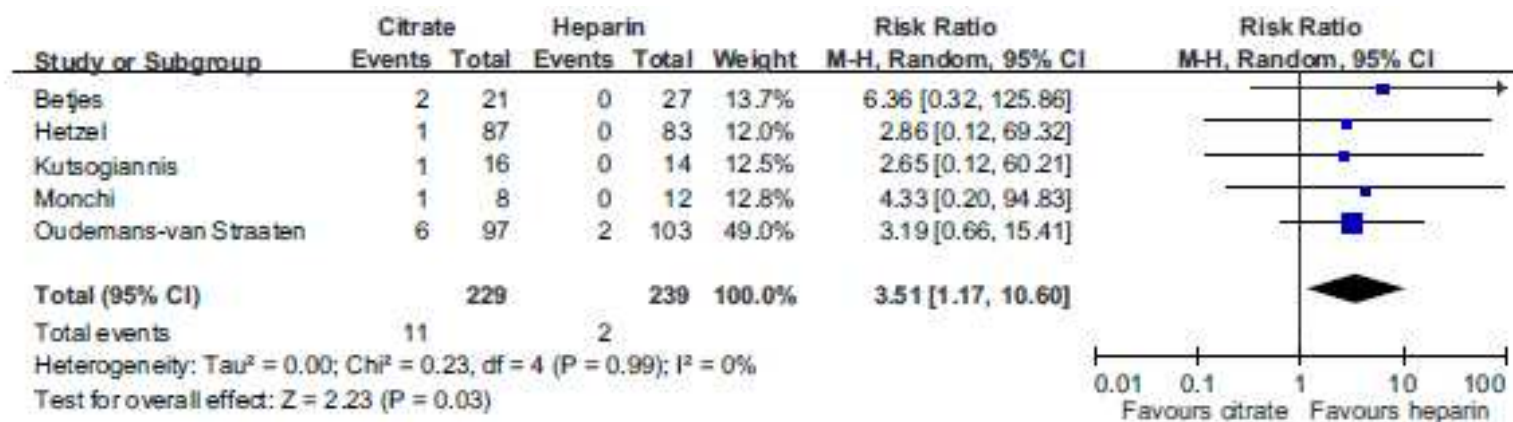 Citrate Heparin Risk Ratio Risk Ratio
Study or Subgroup Events Total Events Total Weight M-H, Random, 95% CI M-H, Random, 95% CI
Betjes 2 21 0 27 13.7% 6.36 [0.32, 125.86]
Hetzel 1 87 0 83 12.0% 2.86 [0.12, 69.32]
Kutsogiannis 1 16 0 14 12.5% 2.65 [0.12, 60.21]
Monchi 1 8 0 12 12.8% 4.33 [0.20, 94.83]
Oudemans-van Straaten 6 97 2 103 49.0% 3.19 [0.66, 15.41]
Total (95% CI) 229 239 100.0% 3.51 [1.17, 10.60]
Total events 11 2
Heterogeneity: Tau² = 0.00; Chi² = 0.23, df = 4 (P = 0.99); I² = 0%
Test for overall effect: Z = 2.23 (P = 0.03)
0.01 0.1 1 10 100
Favours citrate Favours heparin